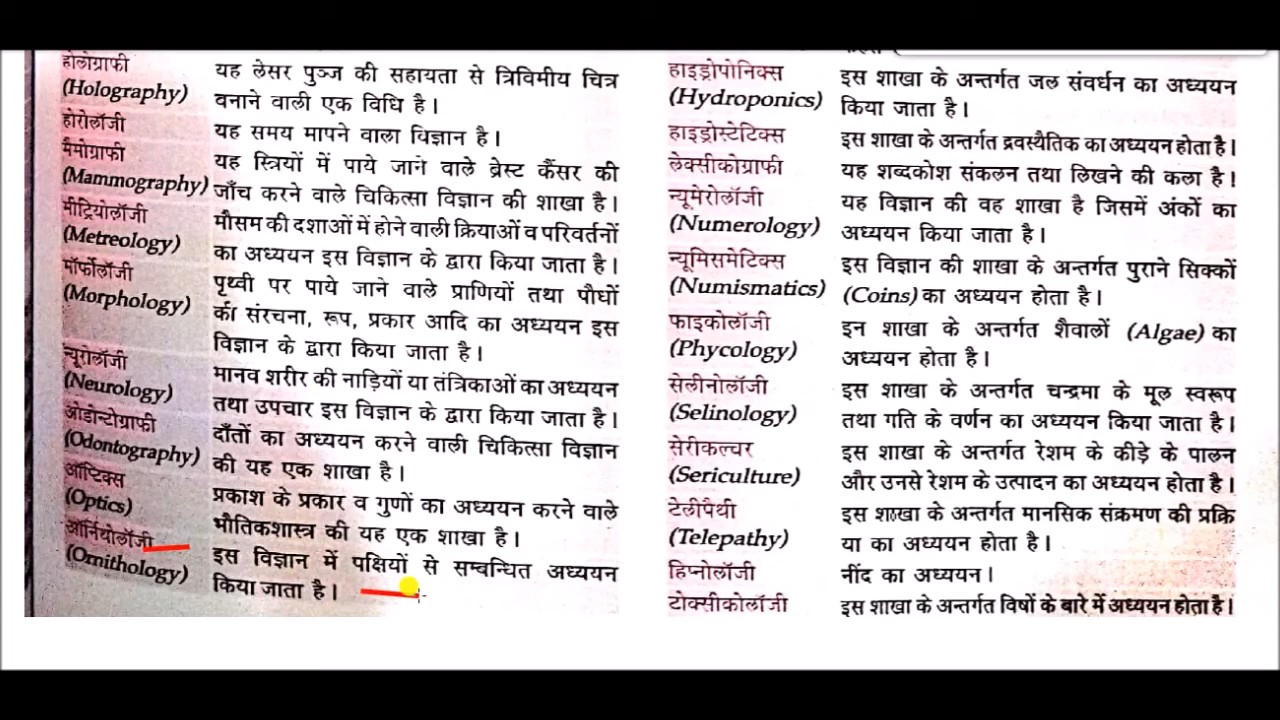 होलोग्राफी
(Holography)
यह लेसर पुञ्ज की सहायता से त्रिविमीय चित्र
बनाने वाली एक विधि है।
होरोलॉजी
यह समय मापने वाला विज्ञान है।
मैमोग्राफी
(Mammography)
यह स्त्रियों में पाये जाने वाले ब्रेस्ट कैंसर की
जाँच करने वाले चिकित्सा विज्ञान की शाखा है।
मीट्रियोलॉजी
(Metreology)
मौसम की दशाओं में होने वाली क्रियाओं व परिवर्तनों
का अध्ययन इस विज्ञान के द्वारा किया जाता है।
मॉर्फोलॉजी
(Morphology)
पृथ्वी पर पाये जाने वाले प्राणियों तथा पौधों
की संरचना, रूप, प्रकार आदि का अध्ययन इस
विज्ञान के द्वारा किया जाता है।
न्यूरोलॉजी
(Neurology)
मानव शरीर की नाड़ियों या तंत्रिकाओं का अध्ययन
तथा उपचार इस विज्ञान के द्वारा किया जाता है।
ओडोन्टोग्राफी
(Odontography)
दाँतों का अध्ययन करने वाली चिकित्सा विज्ञान
की यह एक शाखा है।
ऑप्टिक्स
(Optics)
प्रकाश के प्रकार व गुणों का अध्ययन करने वाले
भौतिकशास्त्र की यह एक शाखा है।
ऑर्नियोलॉजी
(Ornithology)
इस विज्ञान में पक्षियों से सम्बन्धित अध्ययन
किया जाता है।
हाइड्रोपोनिक्स
(Hydroponics)
इस शाखा के अन्तर्गत जल संवर्धन का अध्ययन
किया जाता है।
हाइड्रोस्टेटिक्स
इस शाखा के अन्तर्गत द्रवस्थैतिक का अध्ययन होता है।
लेक्सीकोग्राफी
यह शब्दकोश संकलन तथा लिखने की कला है।
न्यूमेरोलॉजी
(Numerology)
यह विज्ञान की वह शाखा है जिसमें अंकों का
अध्ययन किया जाता है।
न्यूमिसमेटिक्स
(Numismatics)
इस विज्ञान की शाखा के अन्तर्गत पुराने सिक्कों
(Coins) का अध्ययन होता है।
फाइकोलॉजी
(Phycology)
इन शाखा के अन्तर्गत शैवालों (Algae) का
अध्ययन होता है।
सेलीनोलॉजी
(Selinology)
इस शाखा के अन्तर्गत चन्द्रमा के मूल स्वरूप
तथा गति के वर्णन का अध्ययन किया जाता है।
सेरीकल्चर
(Sericulture)
इस शाखा के अन्तर्गत रेशम के कीड़े के पालन
और उनसे रेशम के उत्पादन का अध्ययन होता है।
टेलीपैथी
(Telepathy)
इस शाखा के अन्तर्गत मानसिक संक्रमण की प्रक्रि
या का अध्ययन होता है।
हिप्नोलॉजी
नींद का अध्ययन।
टोक्सीकोलॉजी
इस शाखा के अन्तर्गत विषों के बारे में अध्ययन होता है।